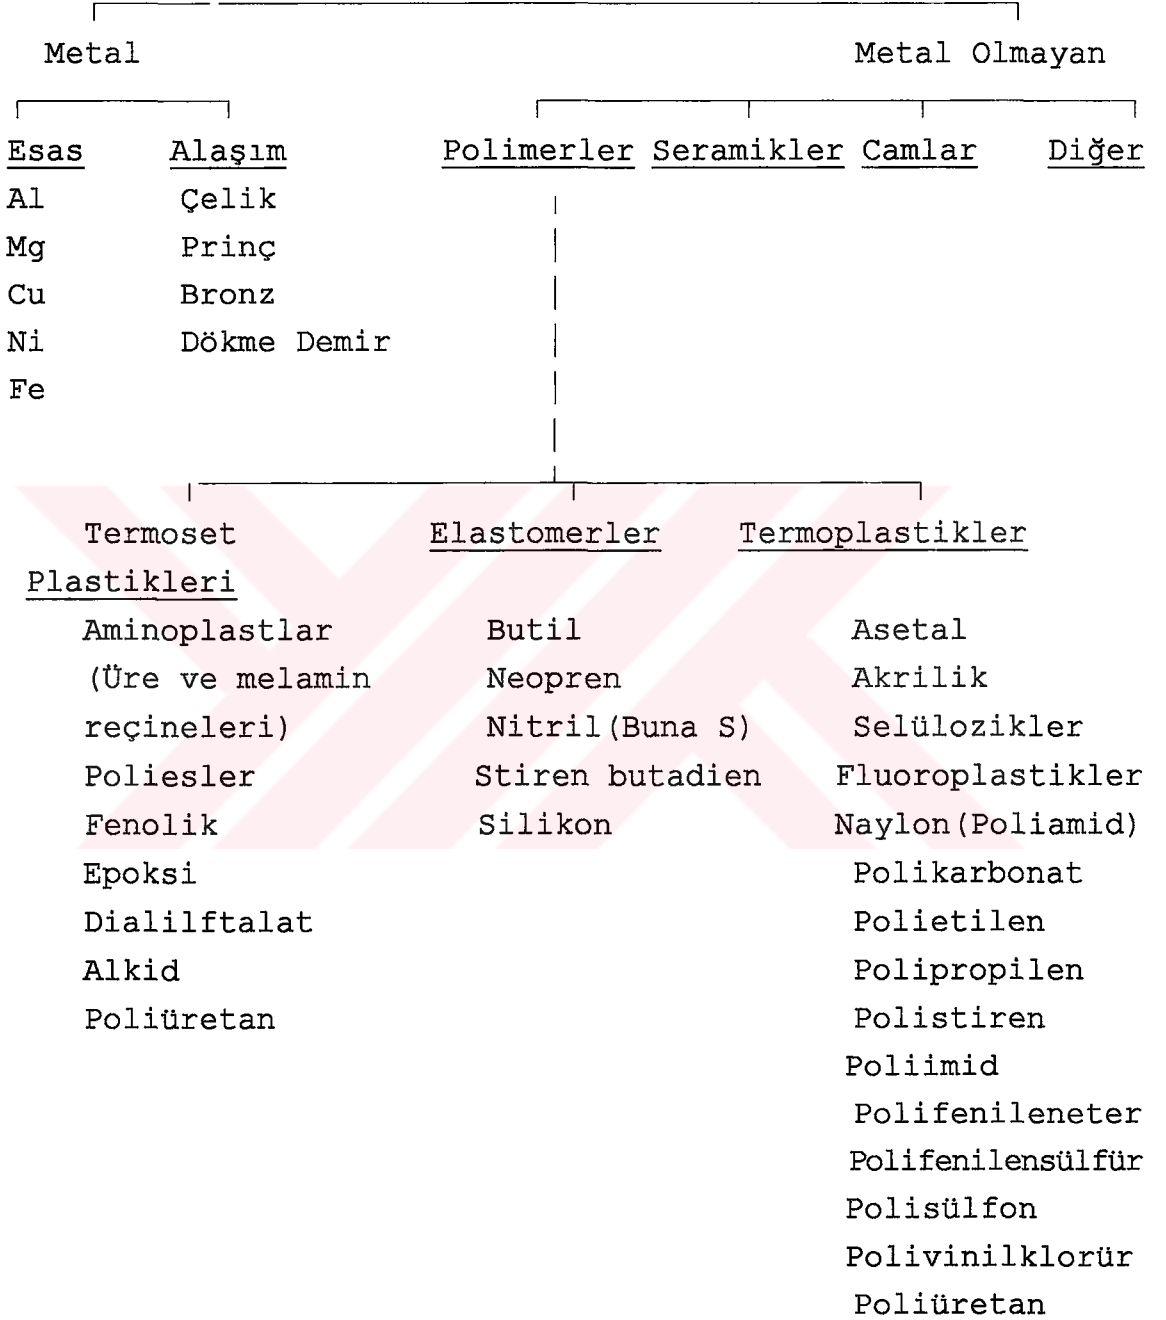 Metal Metal Olmayan
Esas Alaşım Polimerler Seramikler Camlar Diğer
Al Çelik
Mg Prinç
Cu Bronz
Ni Dökme Demir
Fe
Termoset Elastomerler Termoplastikler
Plastikleri
Aminoplastlar Butil Asetal
(Üre ve melamin Neopren Akrilik
reçineleri) Nitril(Buna S) Selülozikler
Poliesler Stiren butadien Fluoroplastikler
Fenolik Silikon Naylon(Poliamid)
Epoksi Polikarbonat
Dialilftalat Polietilen
Alkid Polipropilen
Poliüretan Polistiren
Poliimid
Polifenileneter
Polifenilensülfür
Polisülfon
Polivinilklorür
Poliüretan